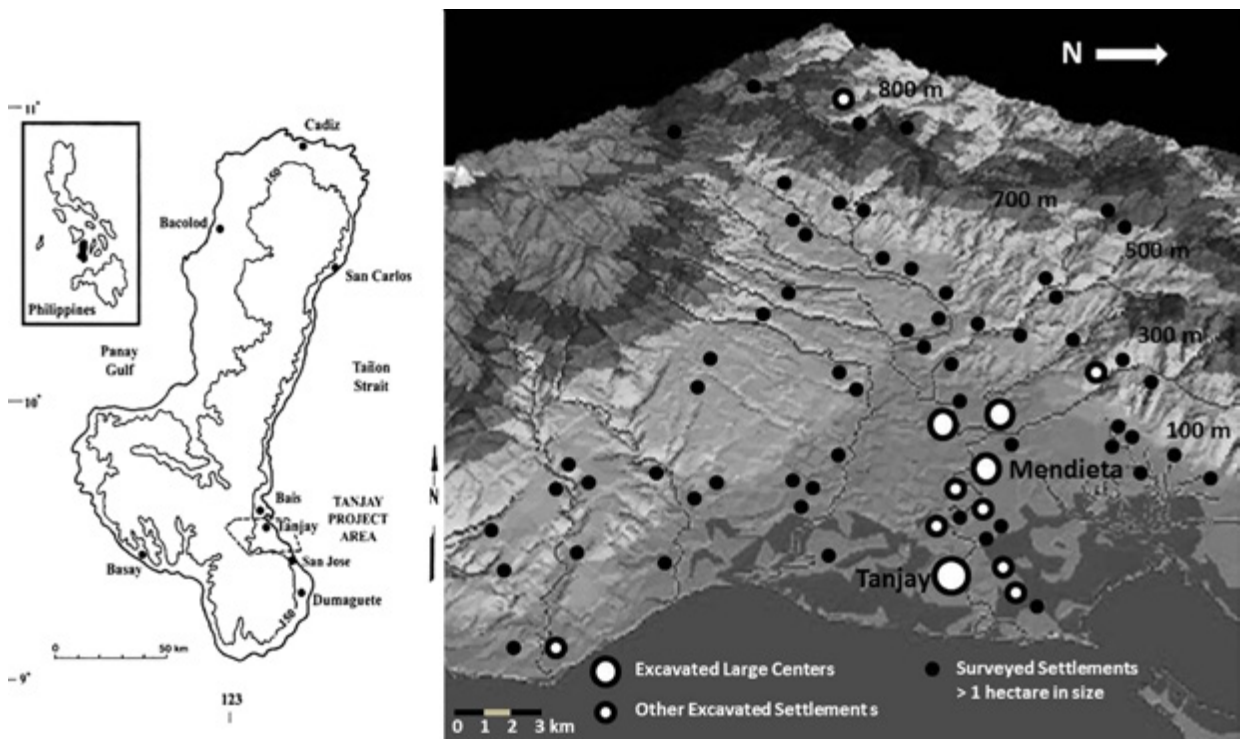 11°
Cadiz
150
Bacolod
San Carlos
Philippines
Panay
Gulf
Tañon
Strait
10°
N
Bais
TANJAY
PROJECT
AREA
Tanjay
San Jose
Basay
Dumaguete
150
0
50 km
9°
123
N
800 m
700 m
500 m
300 m
100 m
Mendieta
Tanjay
Excavated Large Centers
Surveyed Settlements
> 1 hectare in size
Other Excavated Settlements
0 1 2 3 km